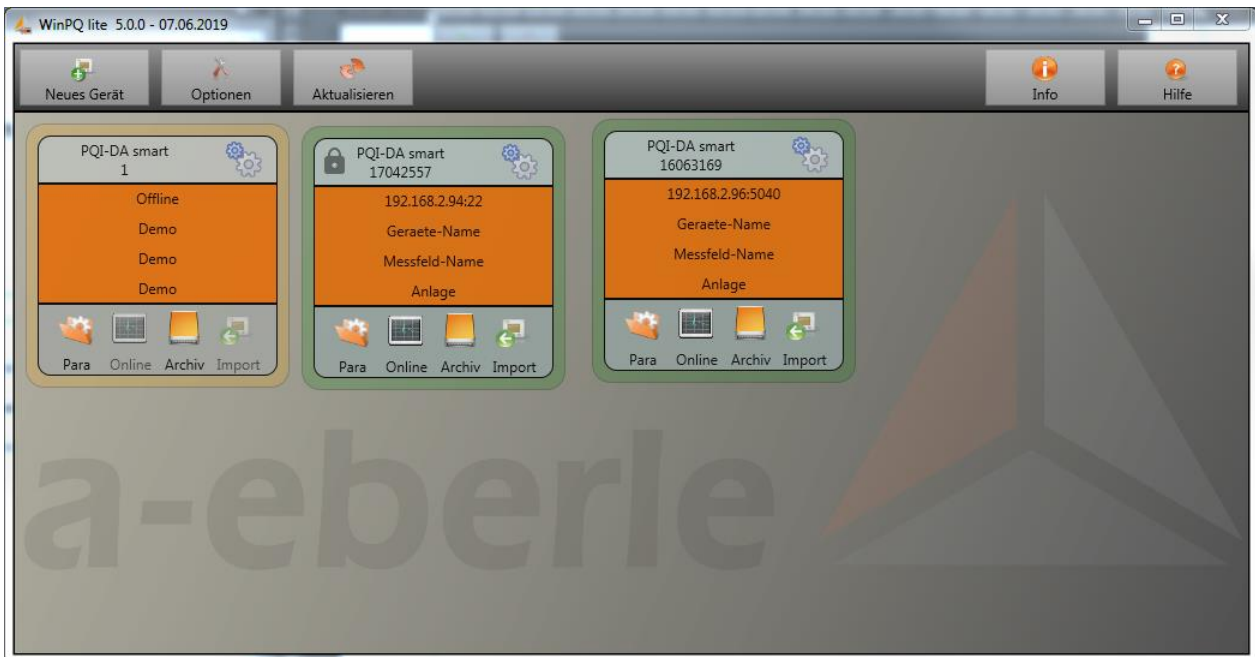 WinPQ lite 5.0.0 - 07.06.2019
Neues Gerät
Optionen
Aktualisieren
Info
Hilfe
PQI-DA smart
1
Offline
Demo
Demo
Demo
Para Online Archiv Import
PQI-DA smart
17042557
192.168.2.94:22
Geraete-Name
Messfeld-Name
Anlage
Para Online Archiv Import
PQI-DA smart
16063169
192.168.2.96:5040
Geraete-Name
Messfeld-Name
Anlage
Para Online Archiv Import
a-eberle